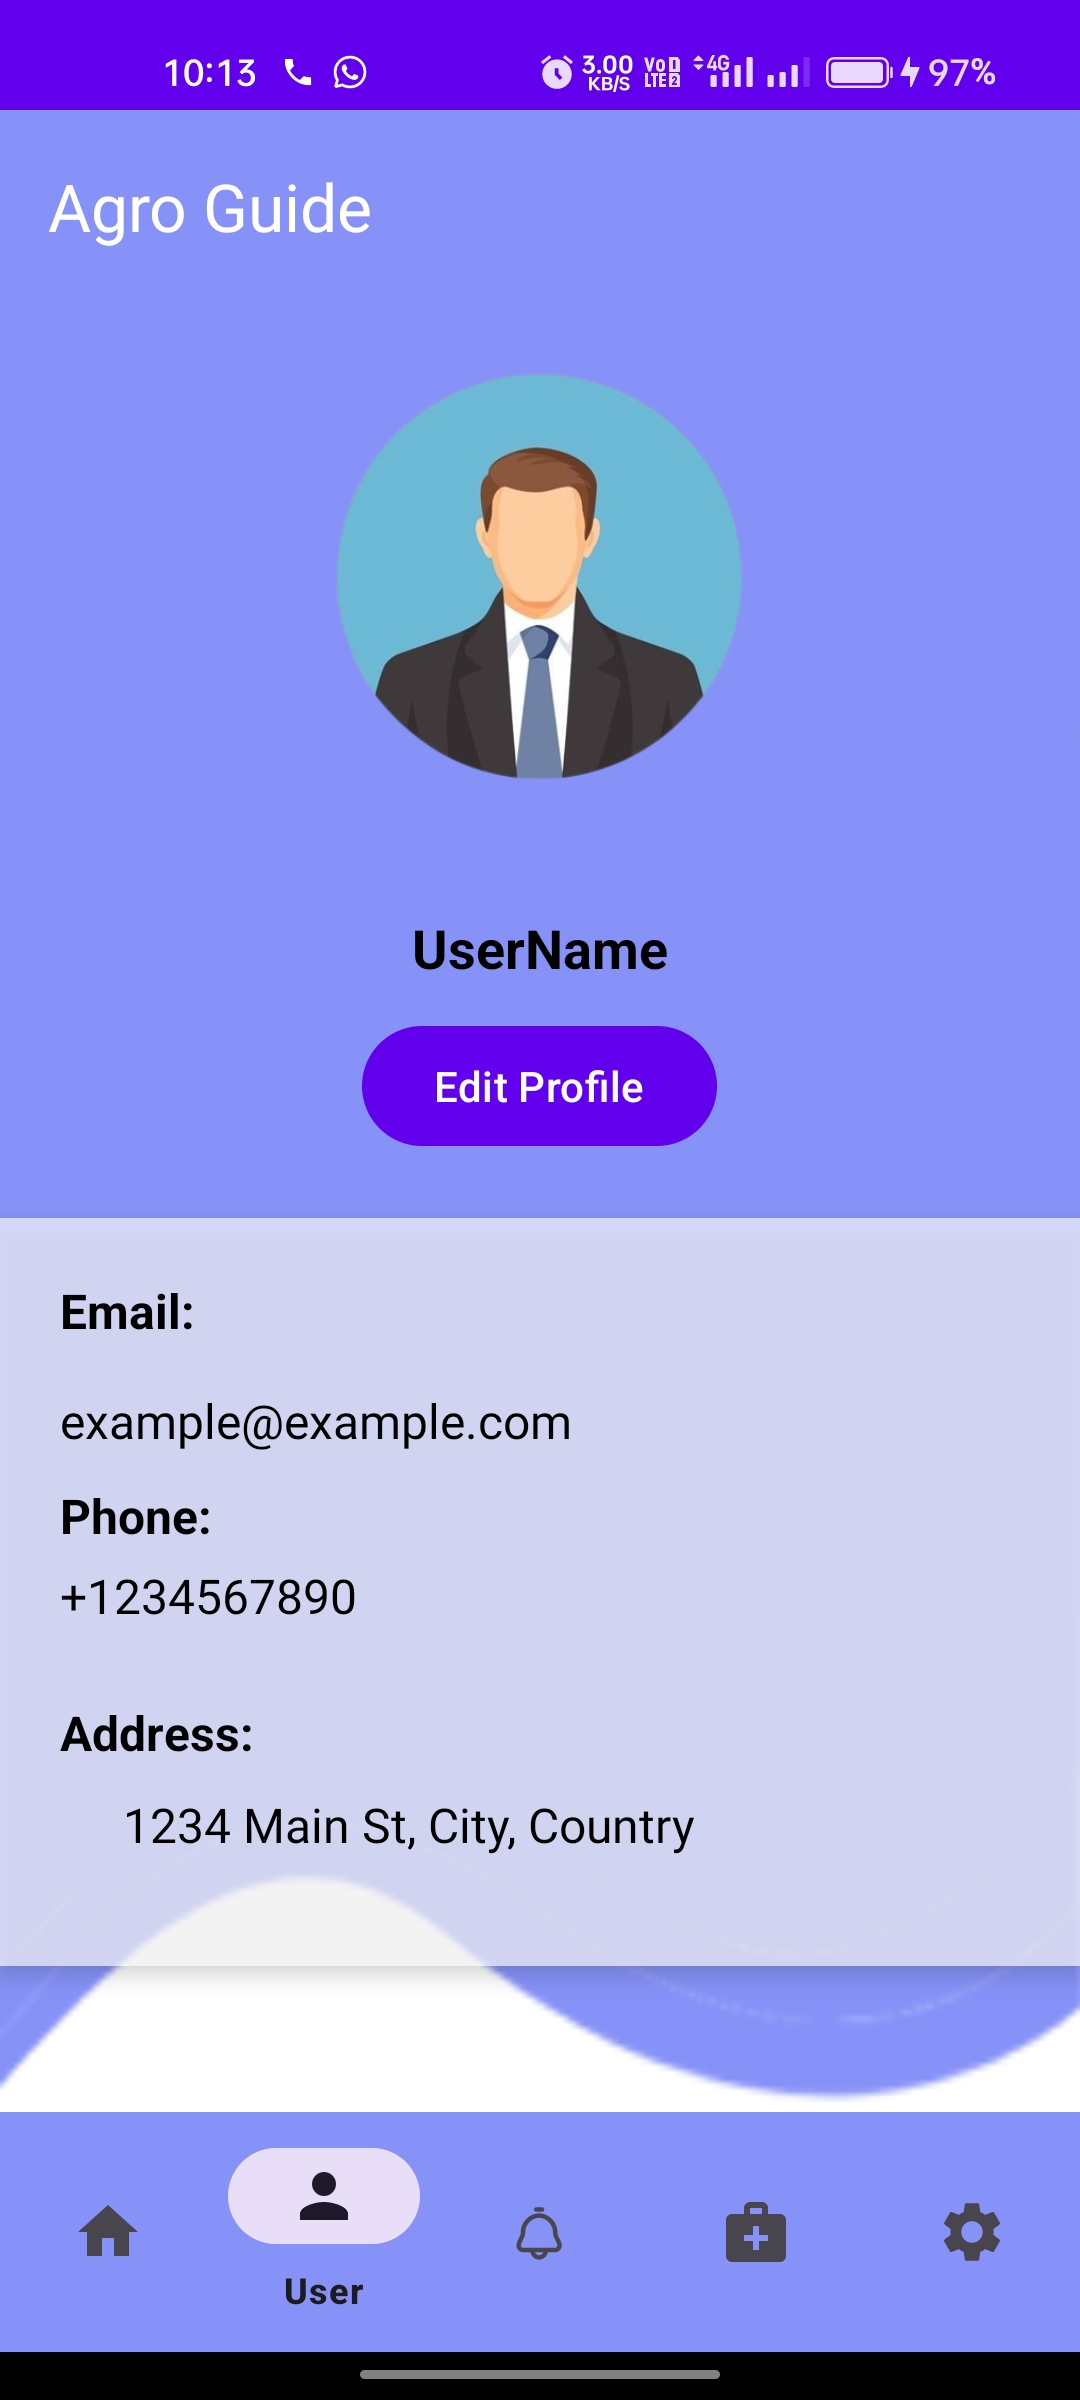 10:13 3.00 KB/S Vo LTE 2 4G 97%
Agro Guide
UserName
Edit Profile
Email:
example@example.com
Phone:
+1234567890
Address:
1234 Main St, City, Country
User